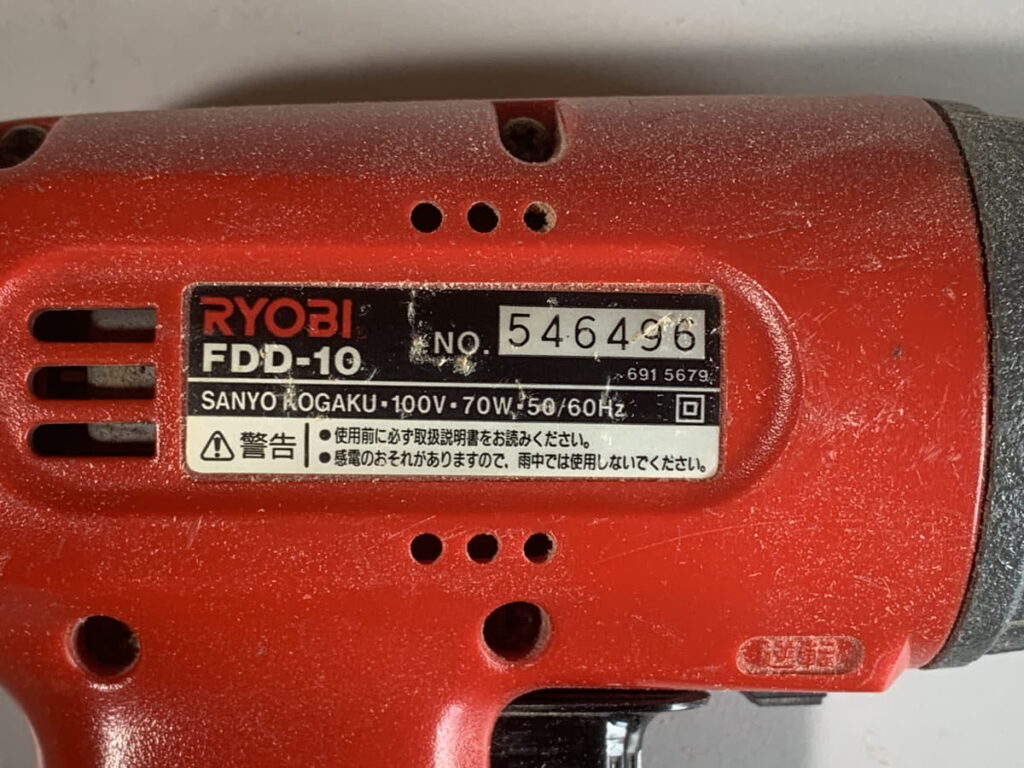 RYOBI
FDD-10
NO. 546496
691 5679
SANYO KOGAKU・100V・70W・50/60Hz
警告
●使用前に必ず取扱説明書をお読みください。
●感電のおそれがありますので、雨中では使用しないでください。
逆転